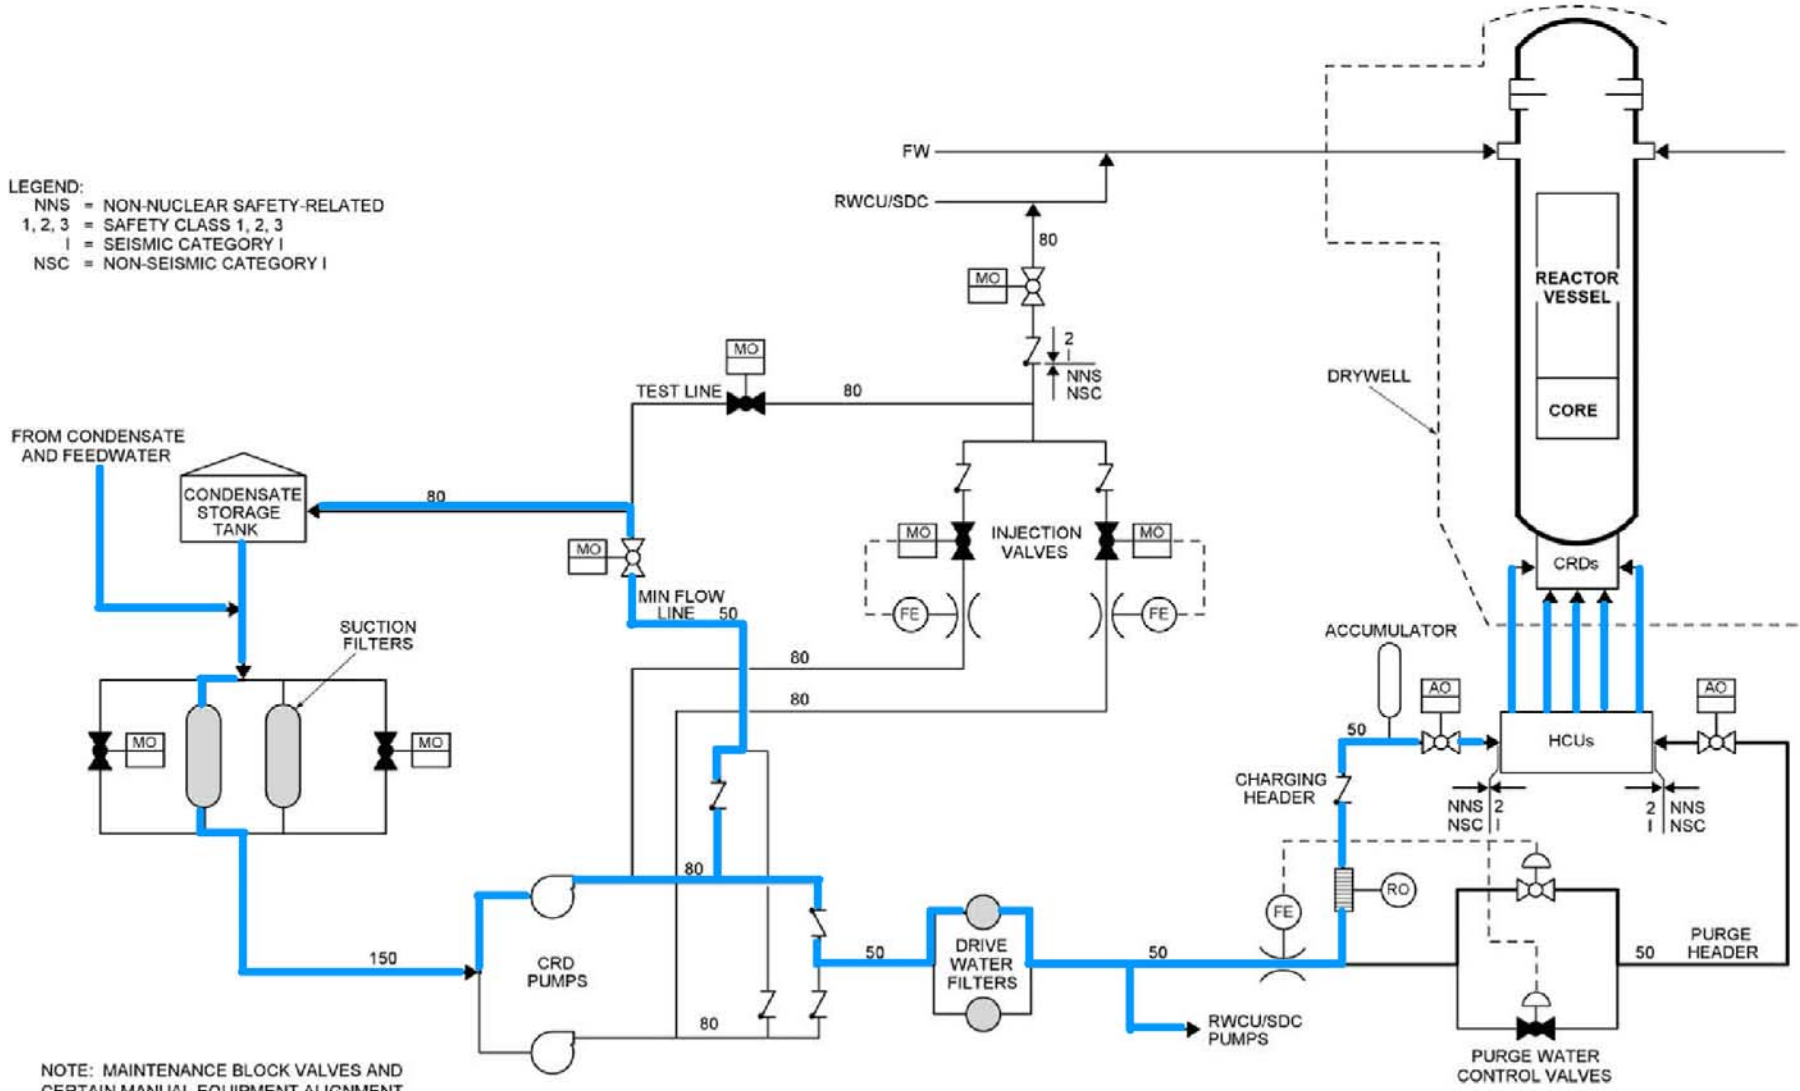 FW
LEGEND:
NNS = NON-NUCLEAR SAFETY-RELATED
1, 2, 3 = SAFETY CLASS 1, 2, 3
I = SEISMIC CATEGORY I
NSC = NON-SEISMIC CATEGORY I
RWCU/SDC
80
MO
REACTOR
VESSEL
2
I
NNS
NSC
MO
TEST LINE
80
DRYWELL
CORE
FROM CONDENSATE
AND FEEDWATER
CONDENSATE
STORAGE
TANK
80
MO
MO
INJECTION
VALVES
MO
CRDs
MIN FLOW
LINE
50
FE
FE
SUCTION
FILTERS
ACCUMULATOR
80
80
AO
AO
MO
MO
50
HCUs
CHARGING
HEADER
NNS
NSC
2
I
2
I
NNS
NSC
80
RO
FE
150
CRD
PUMPS
50
DRIVE
WATER
FILTERS
50
50
PURGE
HEADER
80
RWCU/SDC
PUMPS
PURGE WATER
CONTROL VALVES
NOTE: MAINTENANCE BLOCK VALVES AND
CERTAIN MANUAL EQUIPMENT ALIGNMENT